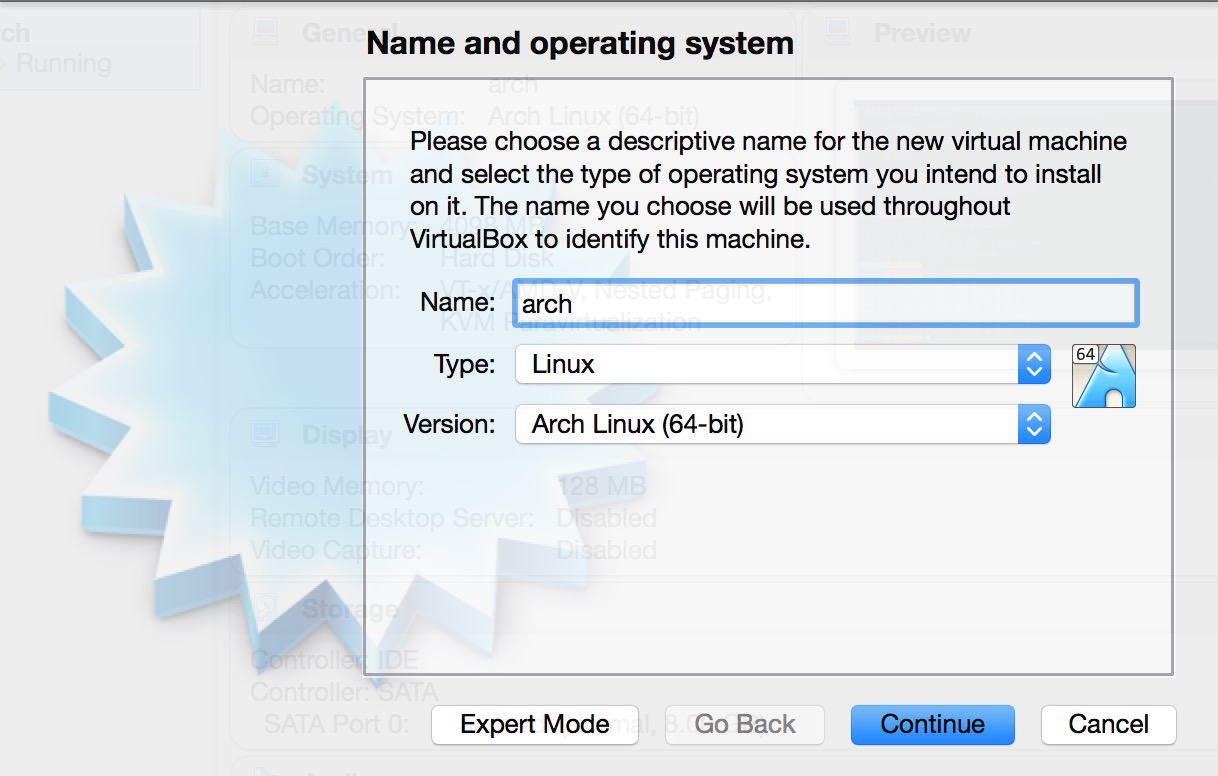 Name and operating system
Please choose a descriptive name for the new virtual machine
and select the type of operating system you intend to install
on it. The name you choose will be used throughout
VirtualBox to identify this machine.
Name: arch
Type: Linux
64
Version: Arch Linux (64-bit)
Expert Mode Go Back Continue Cancel
rch
Running
General
Name: arch
Operating System: Arch Linux (64-bit)
System
Base Memory: 4098 MB
Boot Order: Hard Disk
Acceleration: VT-x/AMD-V, Nested Paging,
KVM Paravirtualization
Display
Video Memory: 128 MB
Remote Desktop Server: Disabled
Video Capture: Disabled
Storage
Controller: IDE
Controller: SATA
SATA Port 0:
Preview